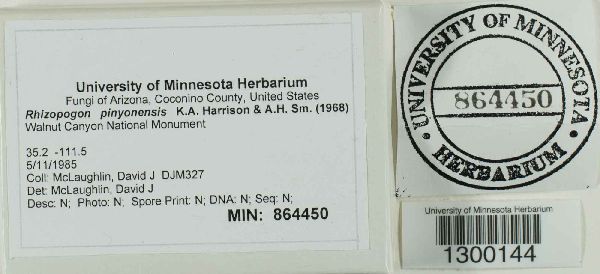 University of Minnesota Herbarium
Fungi of Arizona, Coconino County, United States
Rhizopogon pinyonensis K.A. Harrison & A.H. Sm. (1968)
Walnut Canyon National Monument
35.2 -111.5
5/11/1985
Coll: McLaughlin, David J DJM327
Det: McLaughlin, David J
Desc: N; Photo: N; Spore Print: N; DNA: N; Seq: N;
MIN: 864450
UNIVERSITY OF MINNESOTA
864450
HERBARIUM
University of Minnesota Herbarium
1300144